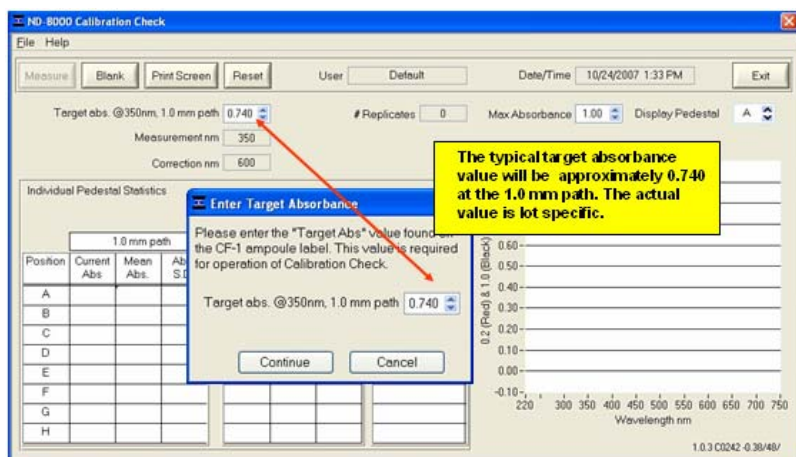 ND-8000 Calibration Check
File Help
Measure Blank Print Screen Reset User Default Date/Time 10/24/2007 1:33 PM Exit
Target abs. @350nm, 1.0 mm path 0.740 # Replicates 0 Max Absorbance 1.00 Display Pedestal A
Measurement nm 350
Correction nm 600
The typical target absorbance
value will be approximately 0.740
at the 1.0 mm path. The actual
value is lot specific.
Individual Pedestal Statistics
1.0 mm path
Position Current Abs Mean Abs.
A
B
C
D
E
F
G
H
Enter Target Absorbance
Please enter the "Target Abs" value found
the CF-1 ampoule label. This value is required
for operation of Calibration Check.
Target abs. @350nm, 1.0 mm path 0.740
Continue Cancel
0.2 (Red) & 1.0 (Black)
0.60
0.50
0.40
0.30
0.20
0.10
0.00
-0.10
220 300 350 400 450 500 550 600 650 700 750
Wavelength nm
1.0.3 C0242 -0.38/48/